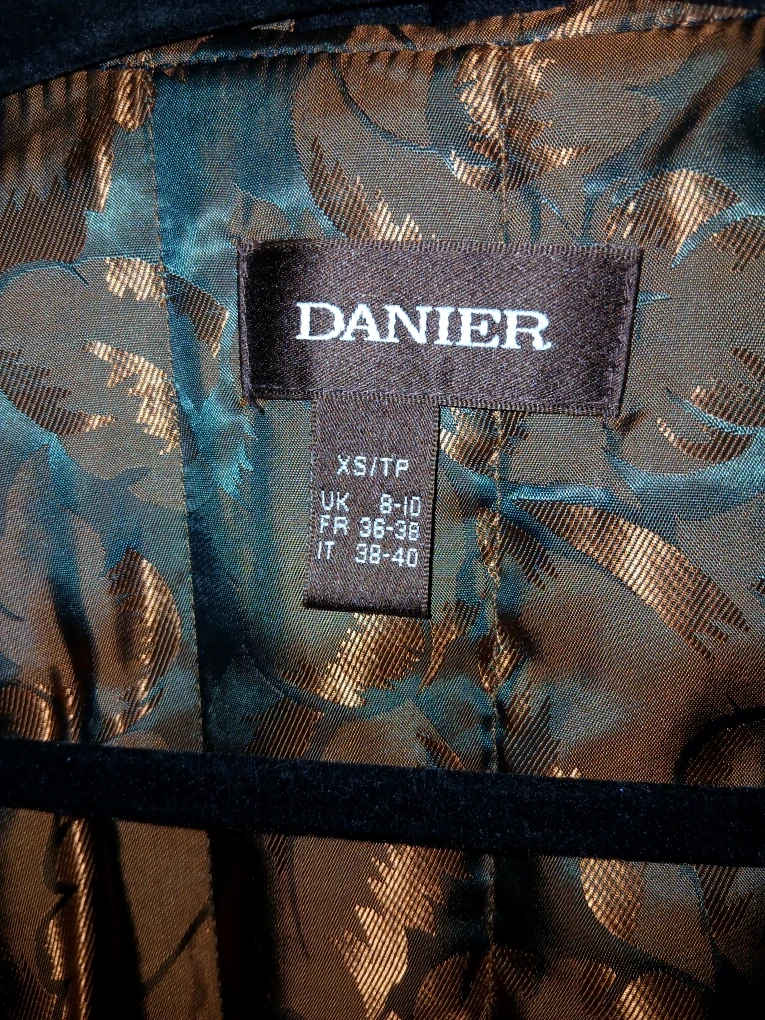 DANIER
XS/TP
UK 8-10
FR 36-38
IT 38-40